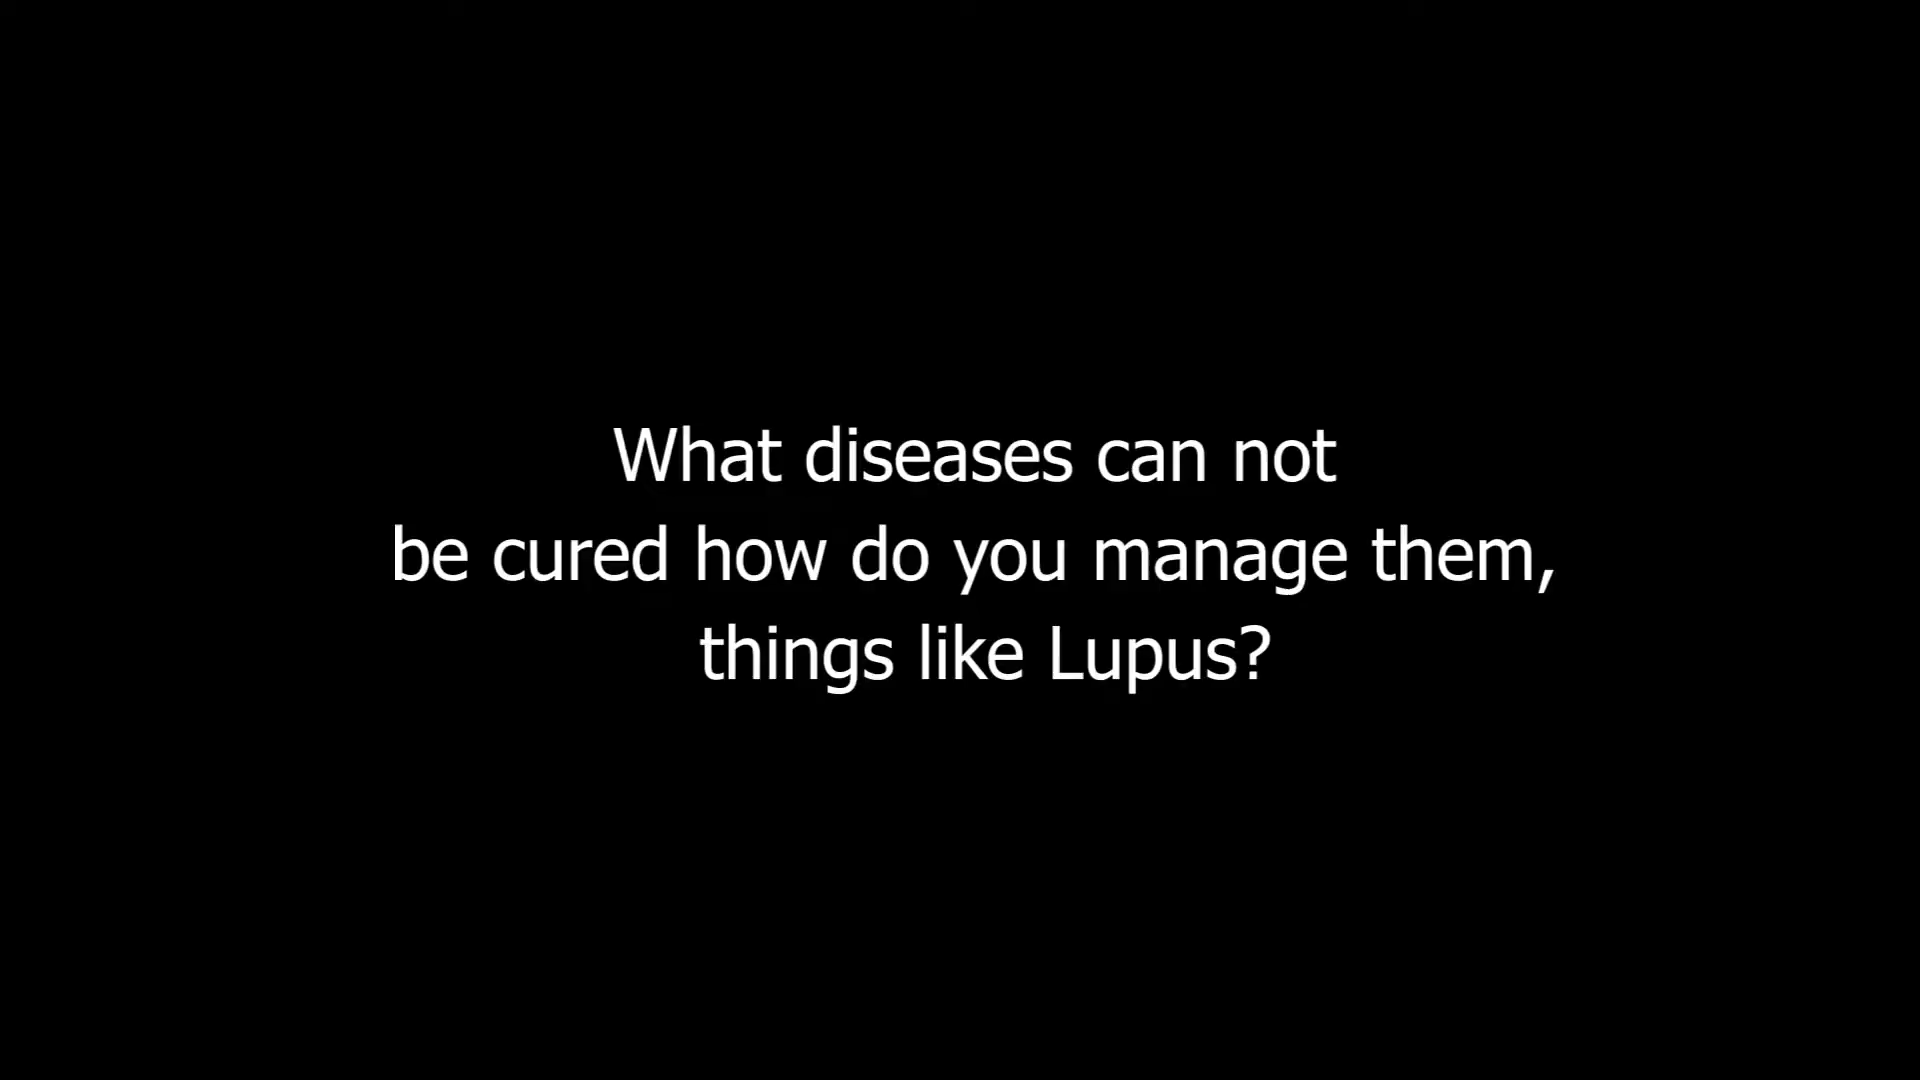 What diseases can not
be cured how do you manage them,
things like Lupus?